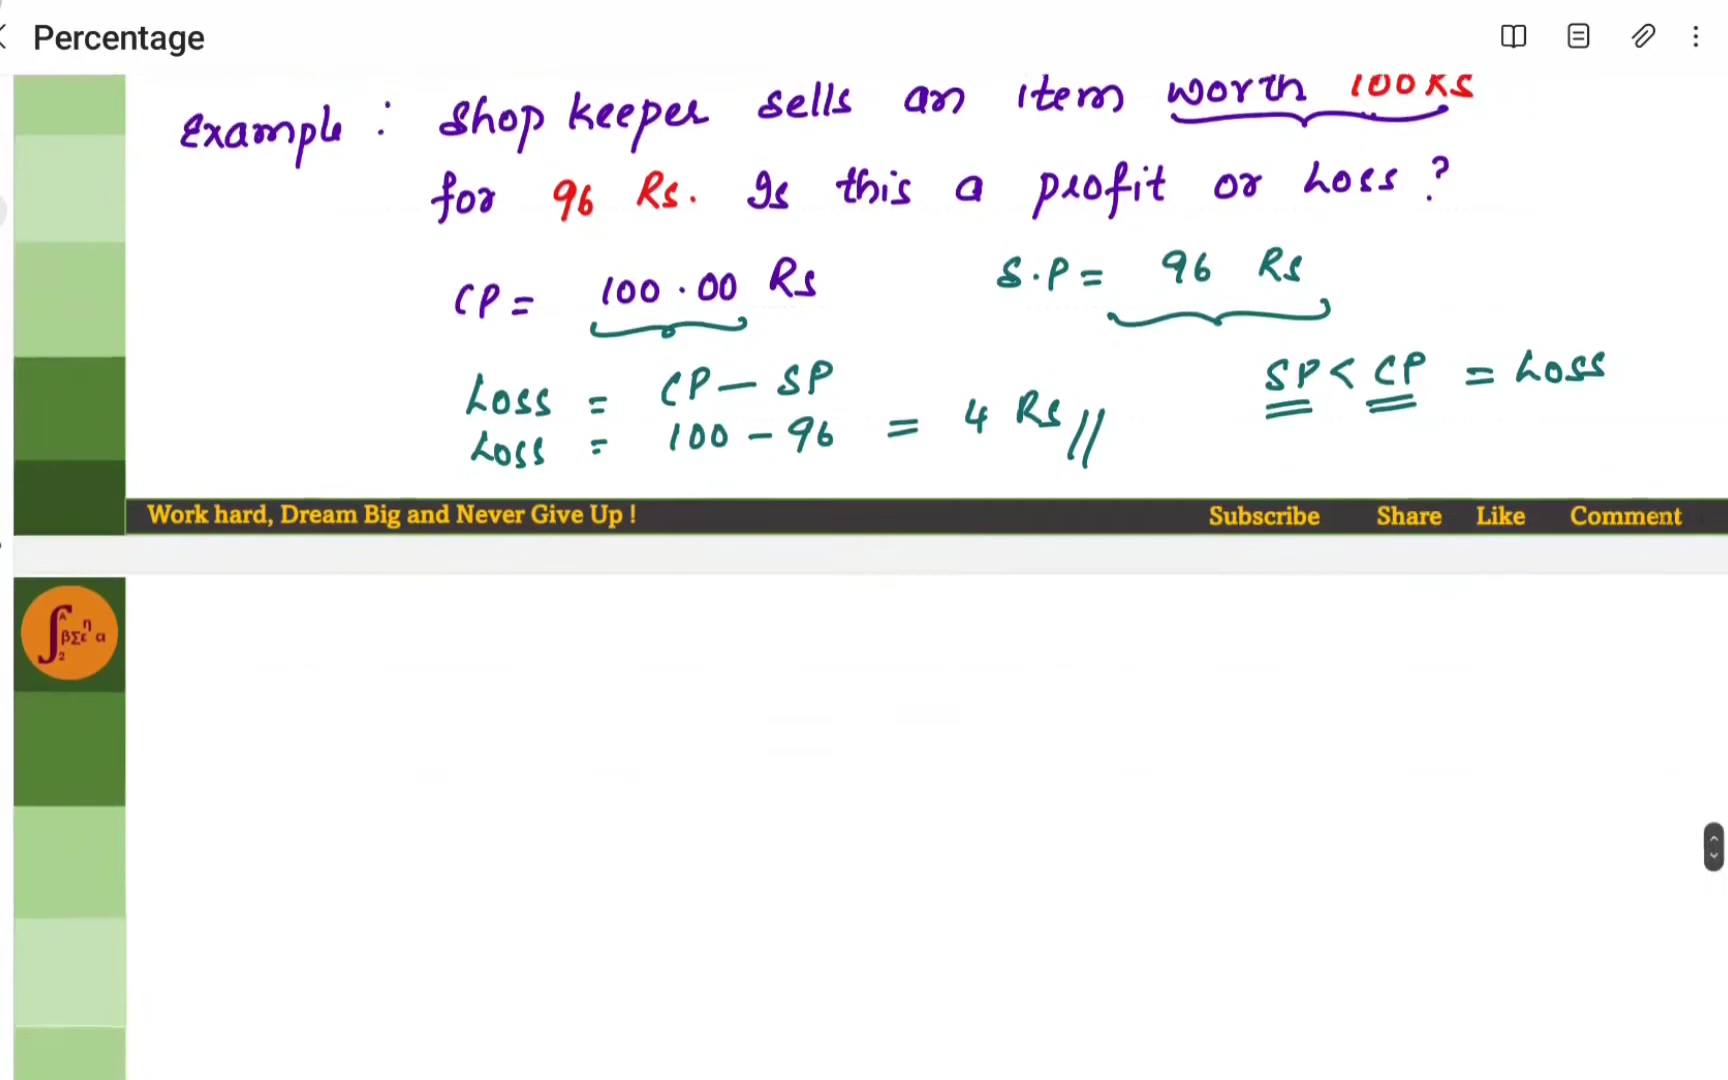 Percentage
Example : Shop keeper sells an item worth 100 Rs
for 96 Rs. Is this a profit or Loss ?
CP = 100.00 Rs S.P = 96 Rs
Loss = CP - SP SP < CP = Loss
Loss = 100 - 96 = 4 Rs //
Work hard, Dream Big and Never Give Up ! Subscribe Share Like Comment